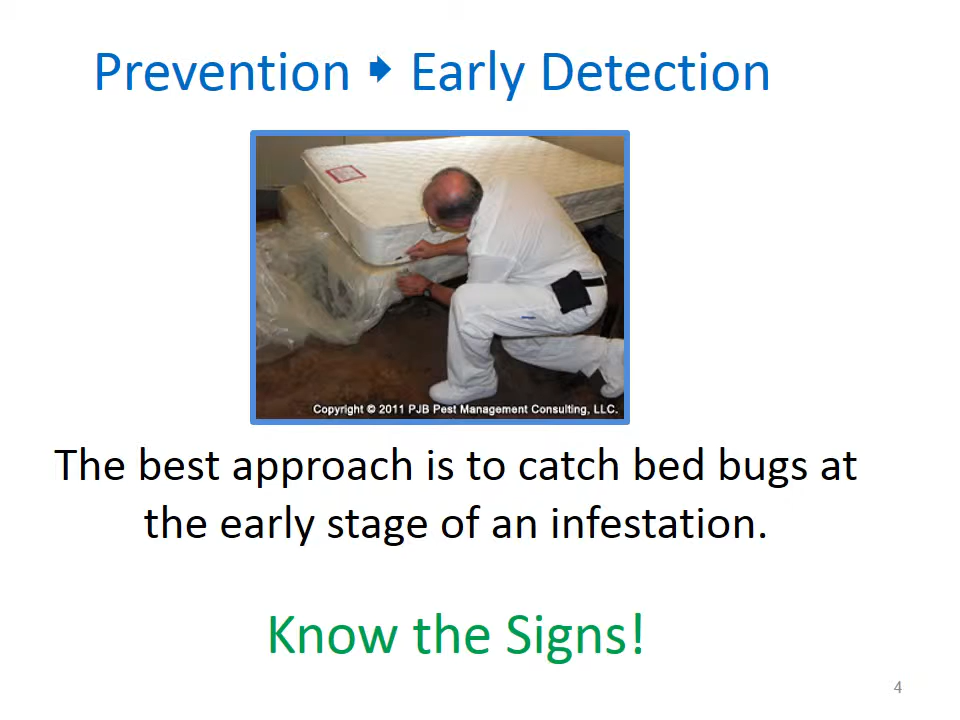 Prevention 🠺 Early Detection
Copyright © 2011 PJB Pest Management Consulting, LLC.
The best approach is to catch bed bugs at
the early stage of an infestation.
Know the Signs!
4